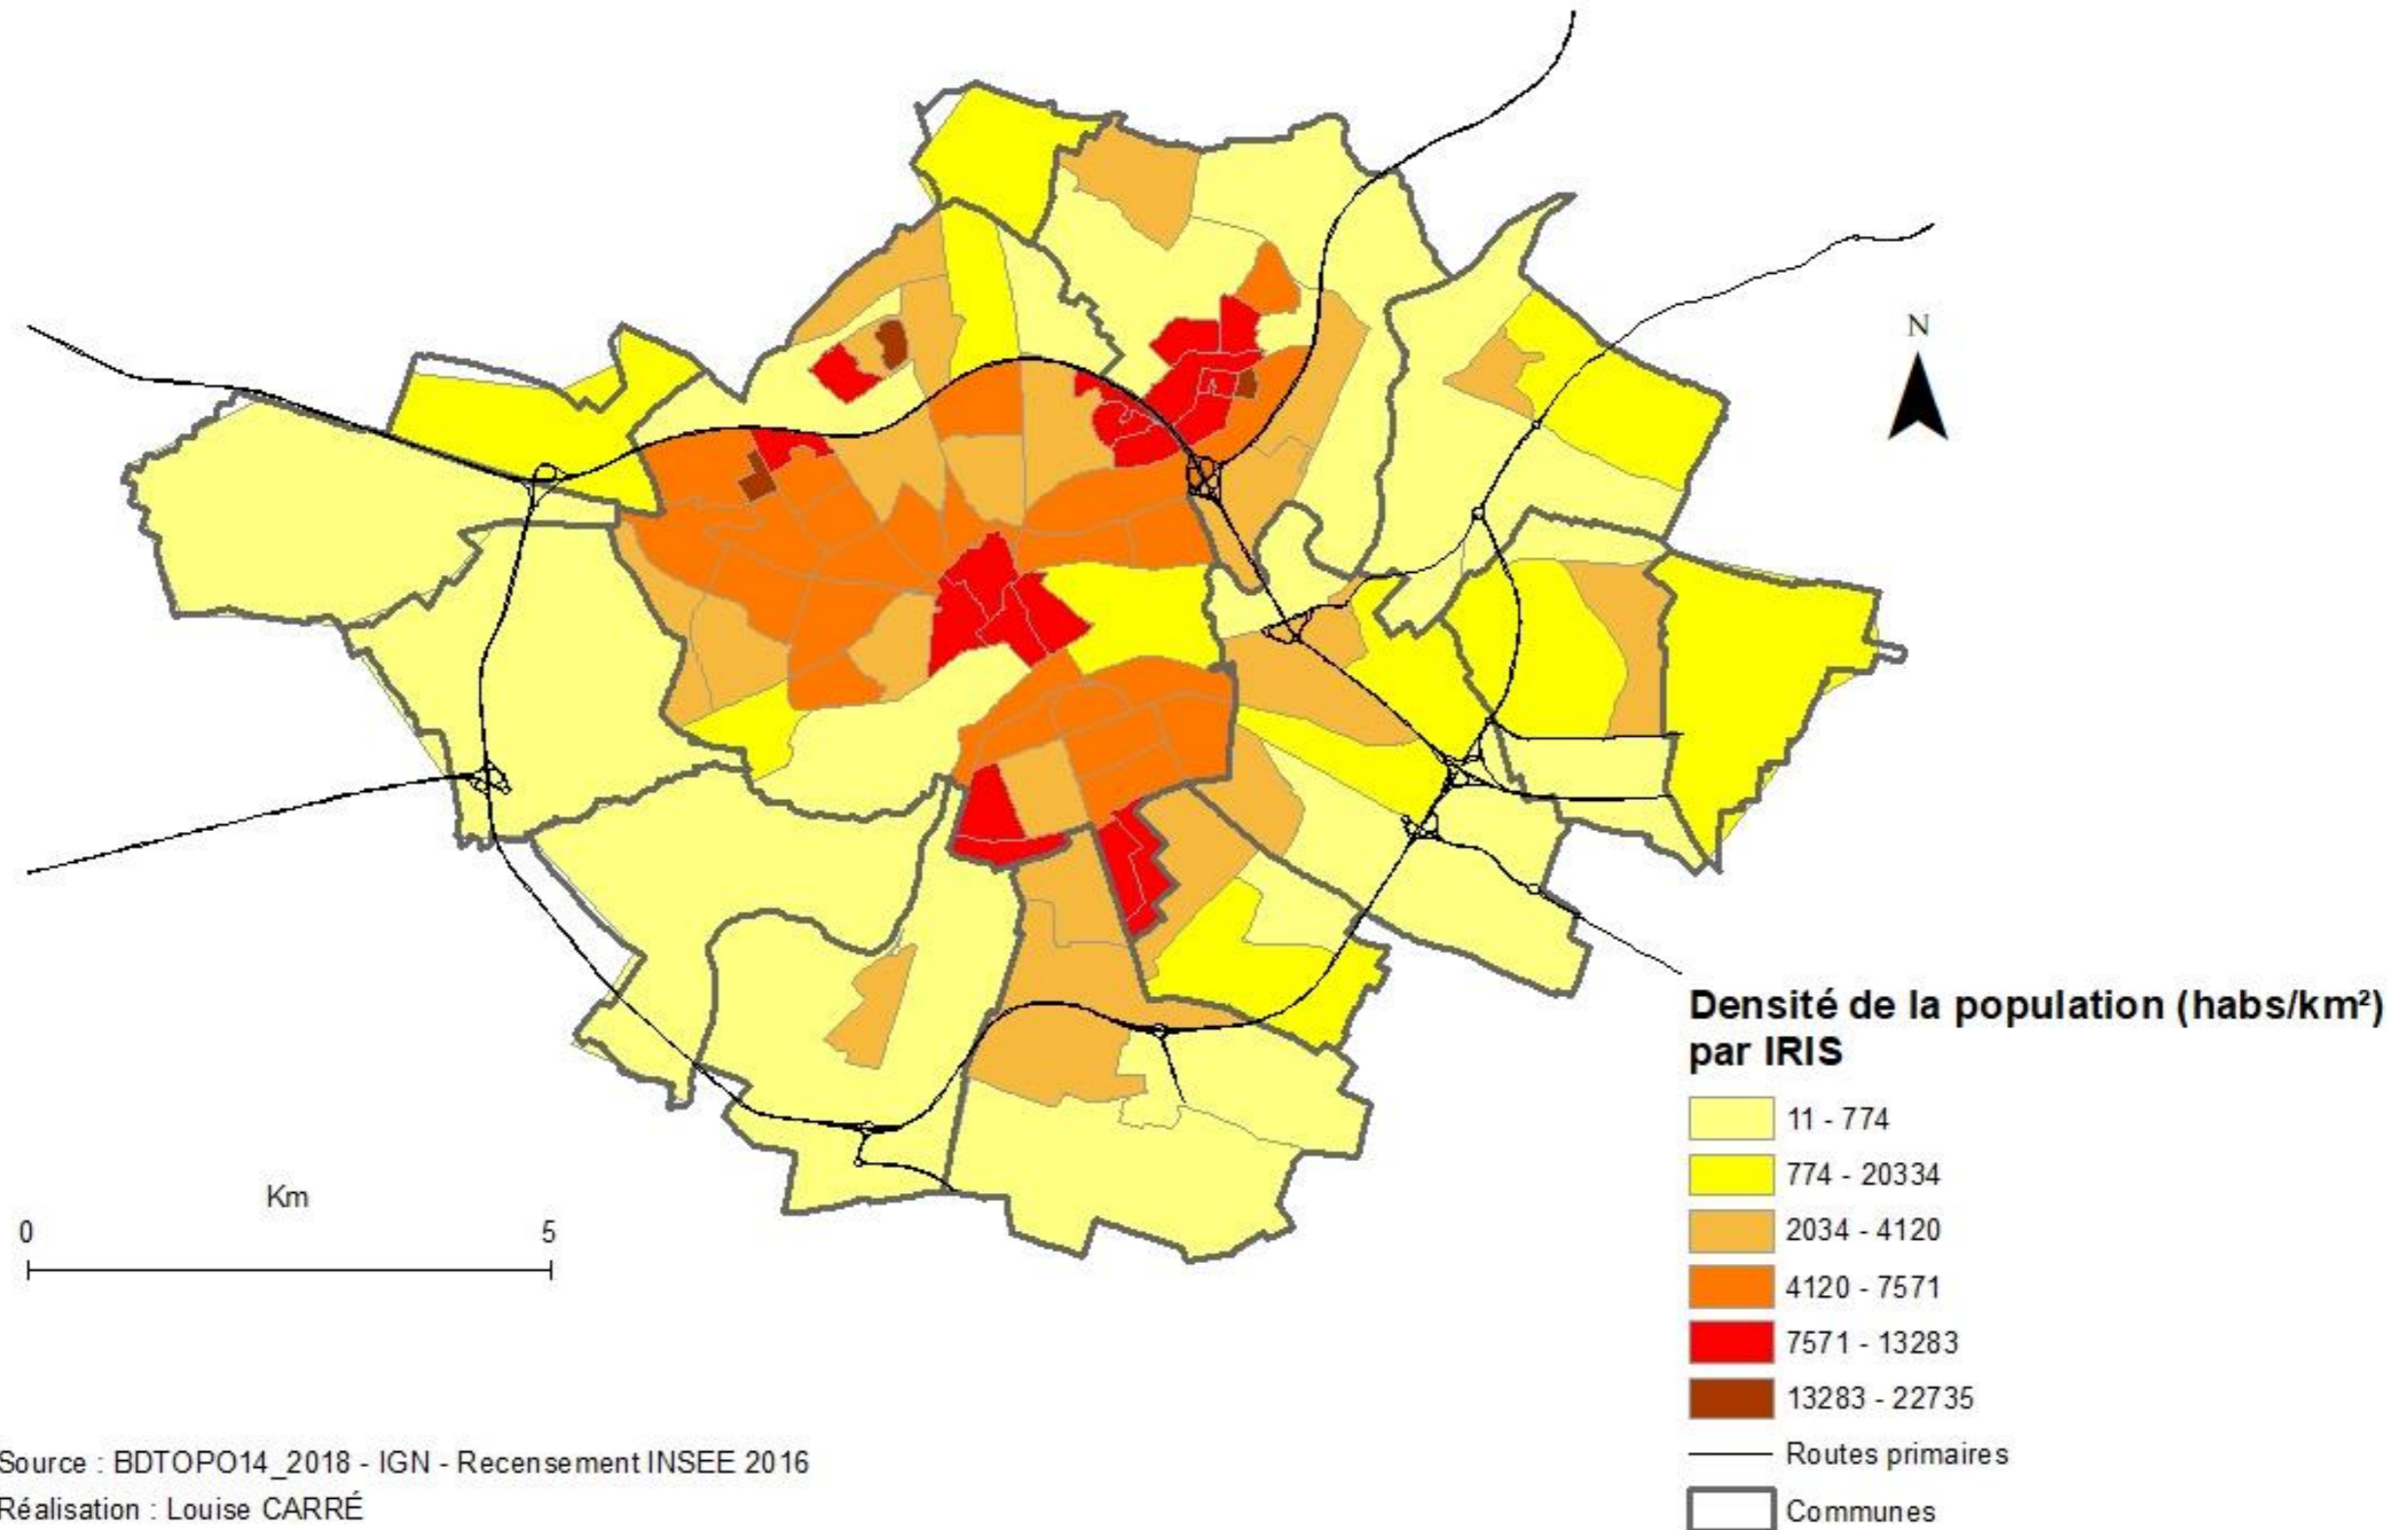 N
Densité de la population (habs/km²)
par IRIS
11 - 774
774 - 20334
2034 - 4120
4120 - 7571
7571 - 13283
13283 - 22735
Routes primaires
Communes
Km
0 5
Source : BDTOPO14_2018 - IGN - Recensement INSEE 2016
Réalisation : Louise CARRÉ